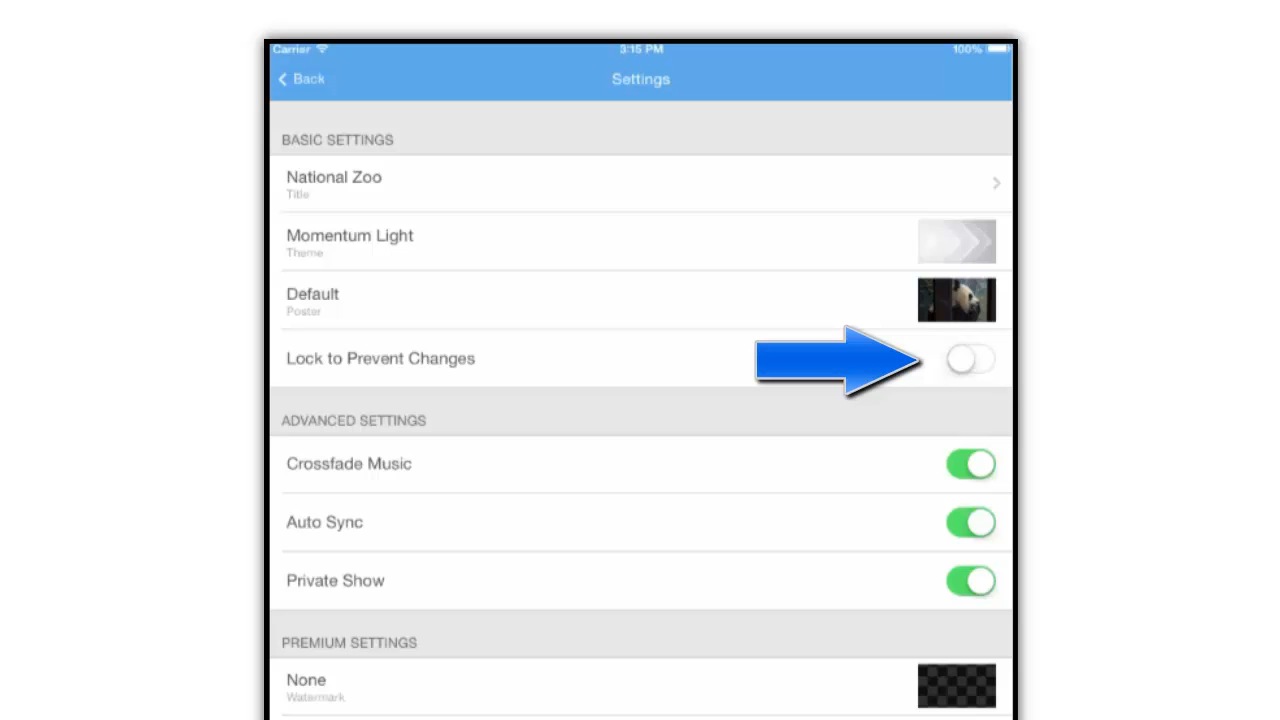 Carrier 3:15 PM 100%
Back Settings
BASIC SETTINGS
National Zoo
Title
Momentum Light
Theme
Default
Poster
Lock to Prevent Changes
ADVANCED SETTINGS
Crossfade Music
Auto Sync
Private Show
PREMIUM SETTINGS
None
Watermark